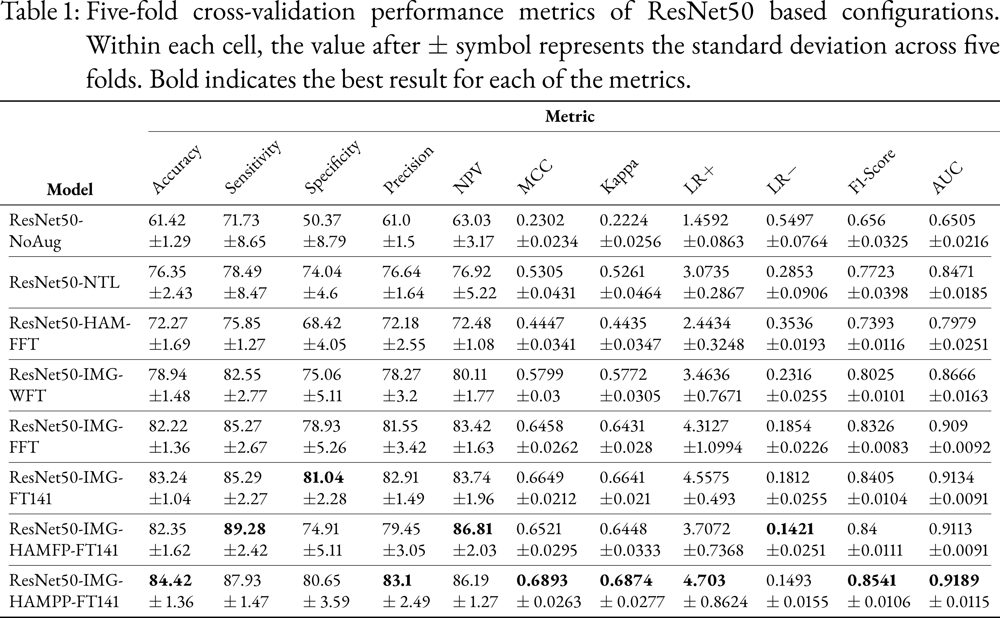 Table 1: Five-fold cross-validation performance metrics of ResNet50 based configurations.
Within each cell, the value after ± symbol represents the standard deviation across five
folds. Bold indicates the best result for each of the metrics.
Metric
Model Accuracy Sensitivity Specificity Precision NPV MCC Kappa LR+ LR− F1-Score AUC
ResNet50- 61.42 71.73 50.37 61.0 63.03 0.2302 0.2224 1.4592 0.5497 0.656 0.6505
NoAug ±1.29 ±8.65 ±8.79 ±1.5 ±3.17 ±0.0234 ±0.0256 ±0.0863 ±0.0764 ±0.0325 ±0.0216
76.35 78.49 74.04 76.64 76.92 0.5305 0.5261 3.0735 0.2853 0.7723 0.8471
ResNet50-NTL
±2.43 ±8.47 ±4.6 ±1.64 ±5.22 ±0.0431 ±0.0464 ±0.2867 ±0.0906 ±0.0398 ±0.0185
ResNet50-HAM- 72.27 75.85 68.42 72.18 72.48 0.4447 0.4435 2.4434 0.3536 0.7393 0.7979
FFT ±1.69 ±1.27 ±4.05 ±2.55 ±1.08 ±0.0341 ±0.0347 ±0.3248 ±0.0193 ±0.0116 ±0.0251
ResNet50-IMG- 78.94 82.55 75.06 78.27 80.11 0.5799 0.5772 3.4636 0.2316 0.8025 0.8666
WFT ±1.48 ±2.77 ±5.11 ±3.2 ±1.77 ±0.03 ±0.0305 ±0.7671 ±0.0255 ±0.0101 ±0.0163
ResNet50-IMG- 82.22 85.27 78.93 81.55 83.42 0.6458 0.6431 4.3127 0.1854 0.8326 0.909
FFT ±1.36 ±2.67 ±5.26 ±3.42 ±1.63 ±0.0262 ±0.028 ±1.0994 ±0.0226 ±0.0083 ±0.0092
ResNet50-IMG- 83.24 85.29 81.04 82.91 83.74 0.6649 0.6641 4.5575 0.1812 0.8405 0.9134
FT141 ±1.04 ±2.27 ±2.28 ±1.49 ±1.96 ±0.0212 ±0.021 ±0.493 ±0.0255 ±0.0104 ±0.0091
ResNet50-IMG- 82.35 89.28 74.91 79.45 86.81 0.6521 0.6448 3.7072 0.1421 0.84 0.9113
HAMFP-FT141 ±1.62 ±2.42 ±5.11 ±3.05 ±2.03 ±0.0295 ±0.0333 ±0.7368 ±0.0251 ±0.0111 ±0.0091
ResNet50-IMG- 84.42 87.93 80.65 83.1 86.19 0.6893 0.6874 4.703 0.1493 0.8541 0.9189
HAMPP-FT141 ± 1.36 ± 1.47 ± 3.59 ± 2.49 ± 1.27 ± 0.0263 ± 0.0277 ± 0.8624 ± 0.0155 ± 0.0106 ± 0.0115